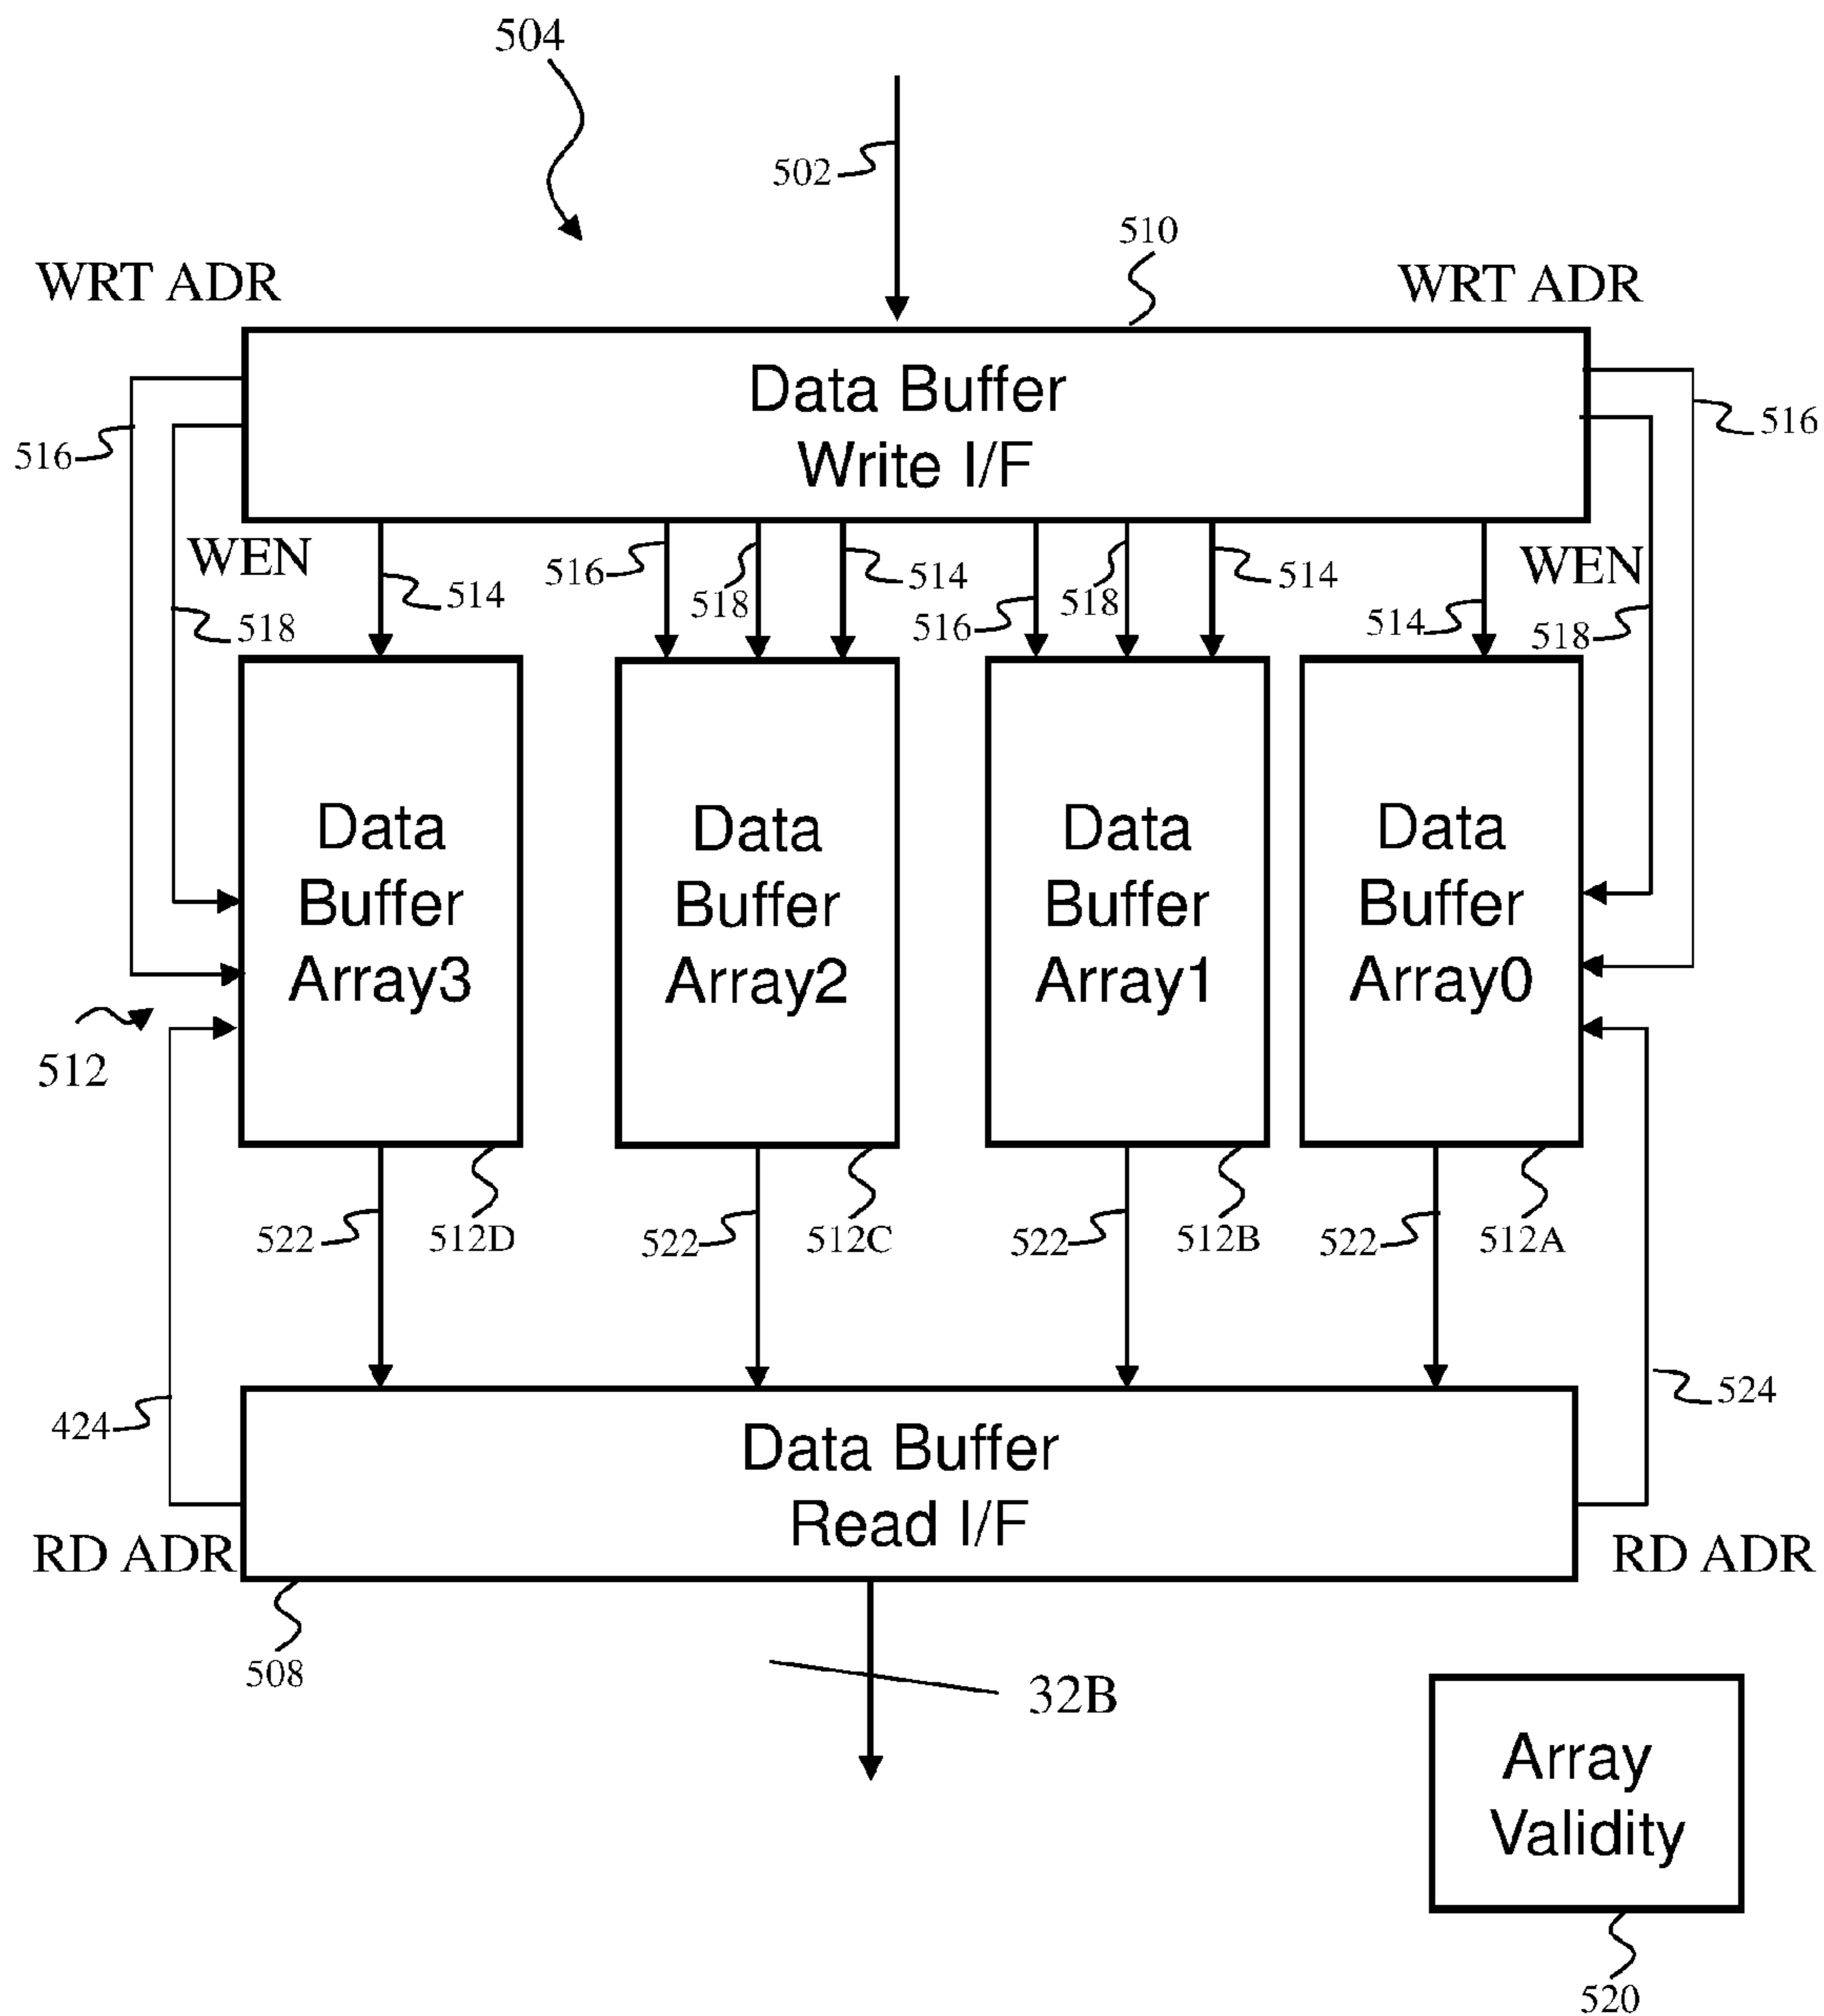 504
502
510
WRT ADR
WRT ADR
Data Buffer
Write I/F
516
516
WEN
WEN
516
518
514
514
518
514
516
514
518
518
Data
Buffer
Array3
Data
Buffer
Array2
Data
Buffer
Array1
Data
Buffer
Array0
512
522
512D
522
512C
522
512B
522
512A
424
524
Data Buffer
Read I/F
RD ADR
RD ADR
508
32B
Array
Validity
520